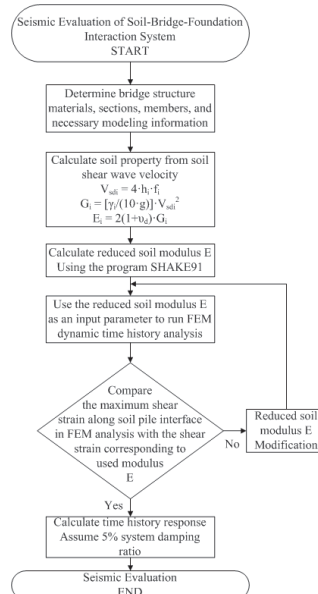 Seismic Evaluation of Soil-Bridge-Foundation
Interaction System
START
Determine bridge structure
materials, sections, members, and
necessary modeling information
Calculate soil property from soil
shear wave velocity
Vsdi = 4·hi·fi
Gi = [γi/(10·g)]·Vsdi²
Ei = 2(1+υd)·Gi
Calculate reduced soil modulus E
Using the program SHAKE91
Use the reduced soil modulus E
as an input parameter to run FEM
dynamic time history analysis
Compare
the maximum shear
strain along soil pile interface
in FEM analysis with the shear
strain corresponding to
used modulus
E
No
Reduced soil
modulus E
Modification
Yes
Calculate time history response
Assume 5% system damping
ratio
Seismic Evaluation
END